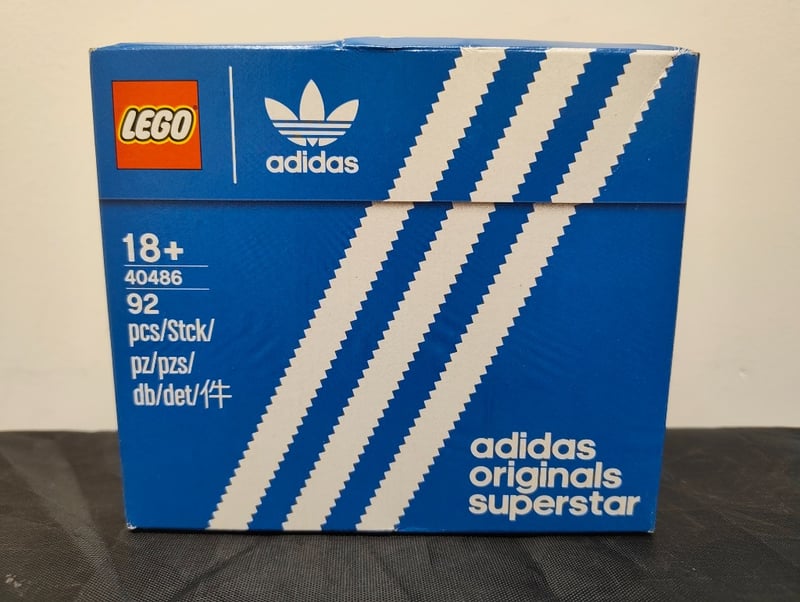 LEGO
adidas
18+
40486
92
pcs/Stck/
pz/pzs/
db/det/件
adidas
originals
superstar